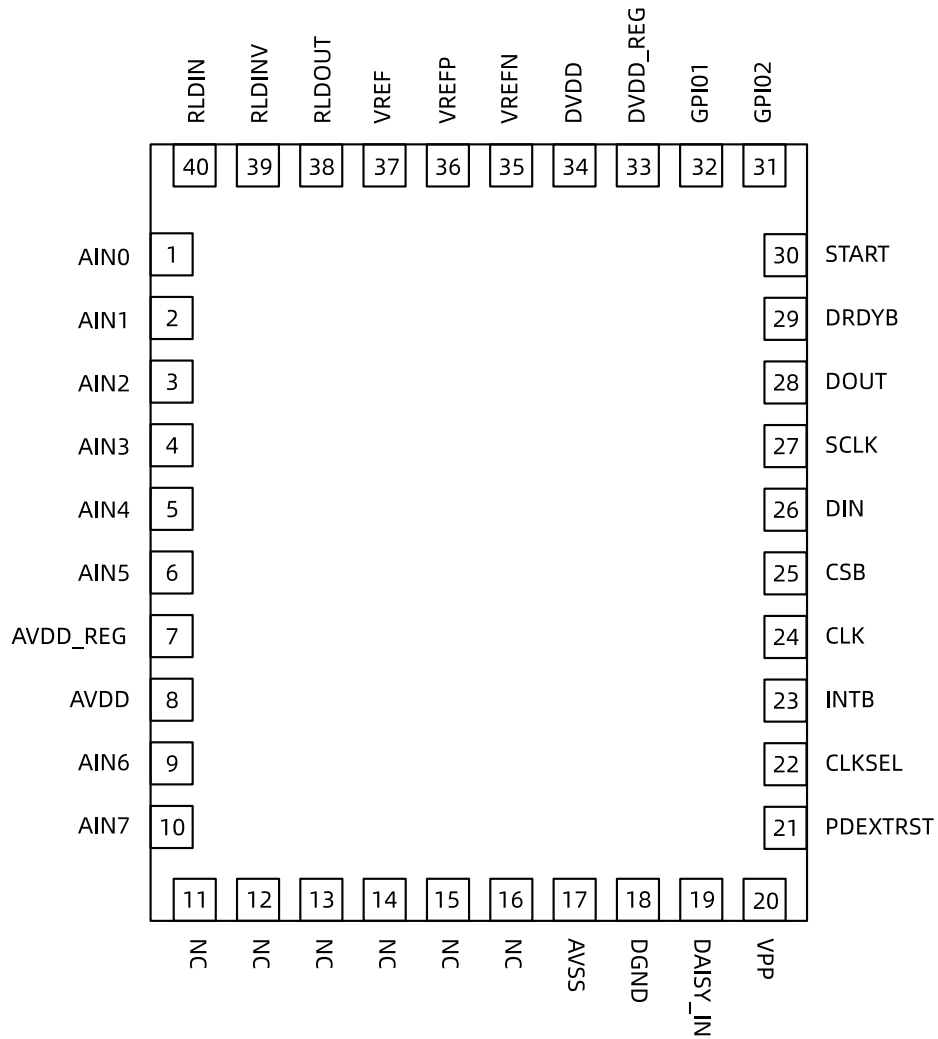 RLDIN
RLDINV
RLDOUT
VREF
VREFP
VREFN
DVDD
DVDD_REG
GPI01
GPI02
40 39 38 37 36 35 34 33 32 31
AIN0 1 30 START
AIN1 2 29 DRDYB
AIN2 3 28 DOUT
AIN3 4 27 SCLK
AIN4 5 26 DIN
AIN5 6 25 CSB
AVDD_REG 7 24 CLK
AVDD 8 23 INTB
AIN6 9 22 CLKSEL
AIN7 10 21 PDEXTRST
11 12 13 14 15 16 17 18 19 20
NC
NC
NC
NC
NC
NC
AVSS
DGND
DAISY_IN
VPP